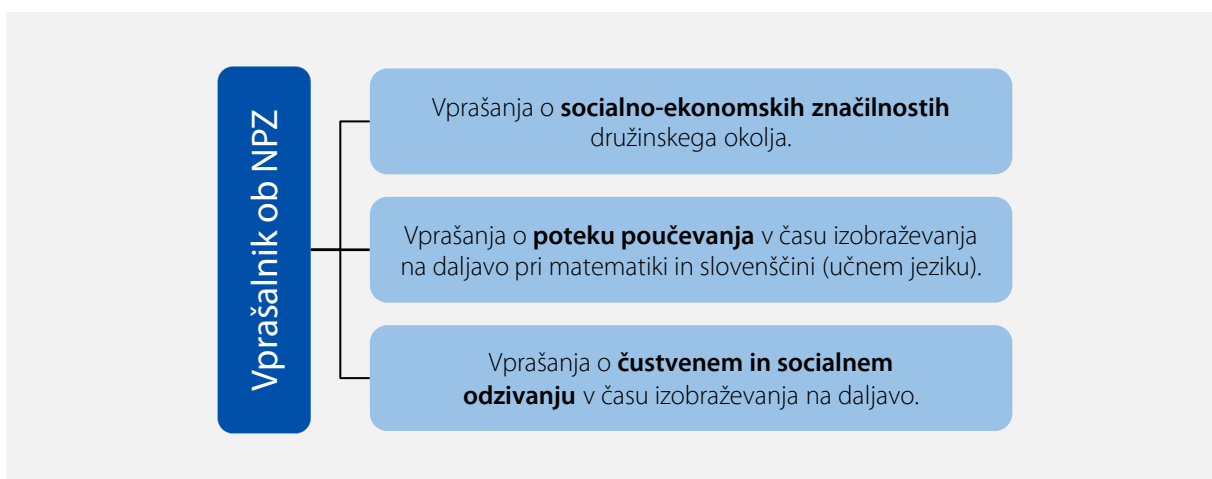 Vprašalnik ob NPZ
Vprašanja o socialno-ekonomskih značilnostih
družinskega okolja.
Vprašanja o poteku poučevanja v času izobraževanja
na daljavo pri matematiki in slovenščini (učnem jeziku).
Vprašanja o čustvenem in socialnem
odzivanju v času izobraževanja na daljavo.